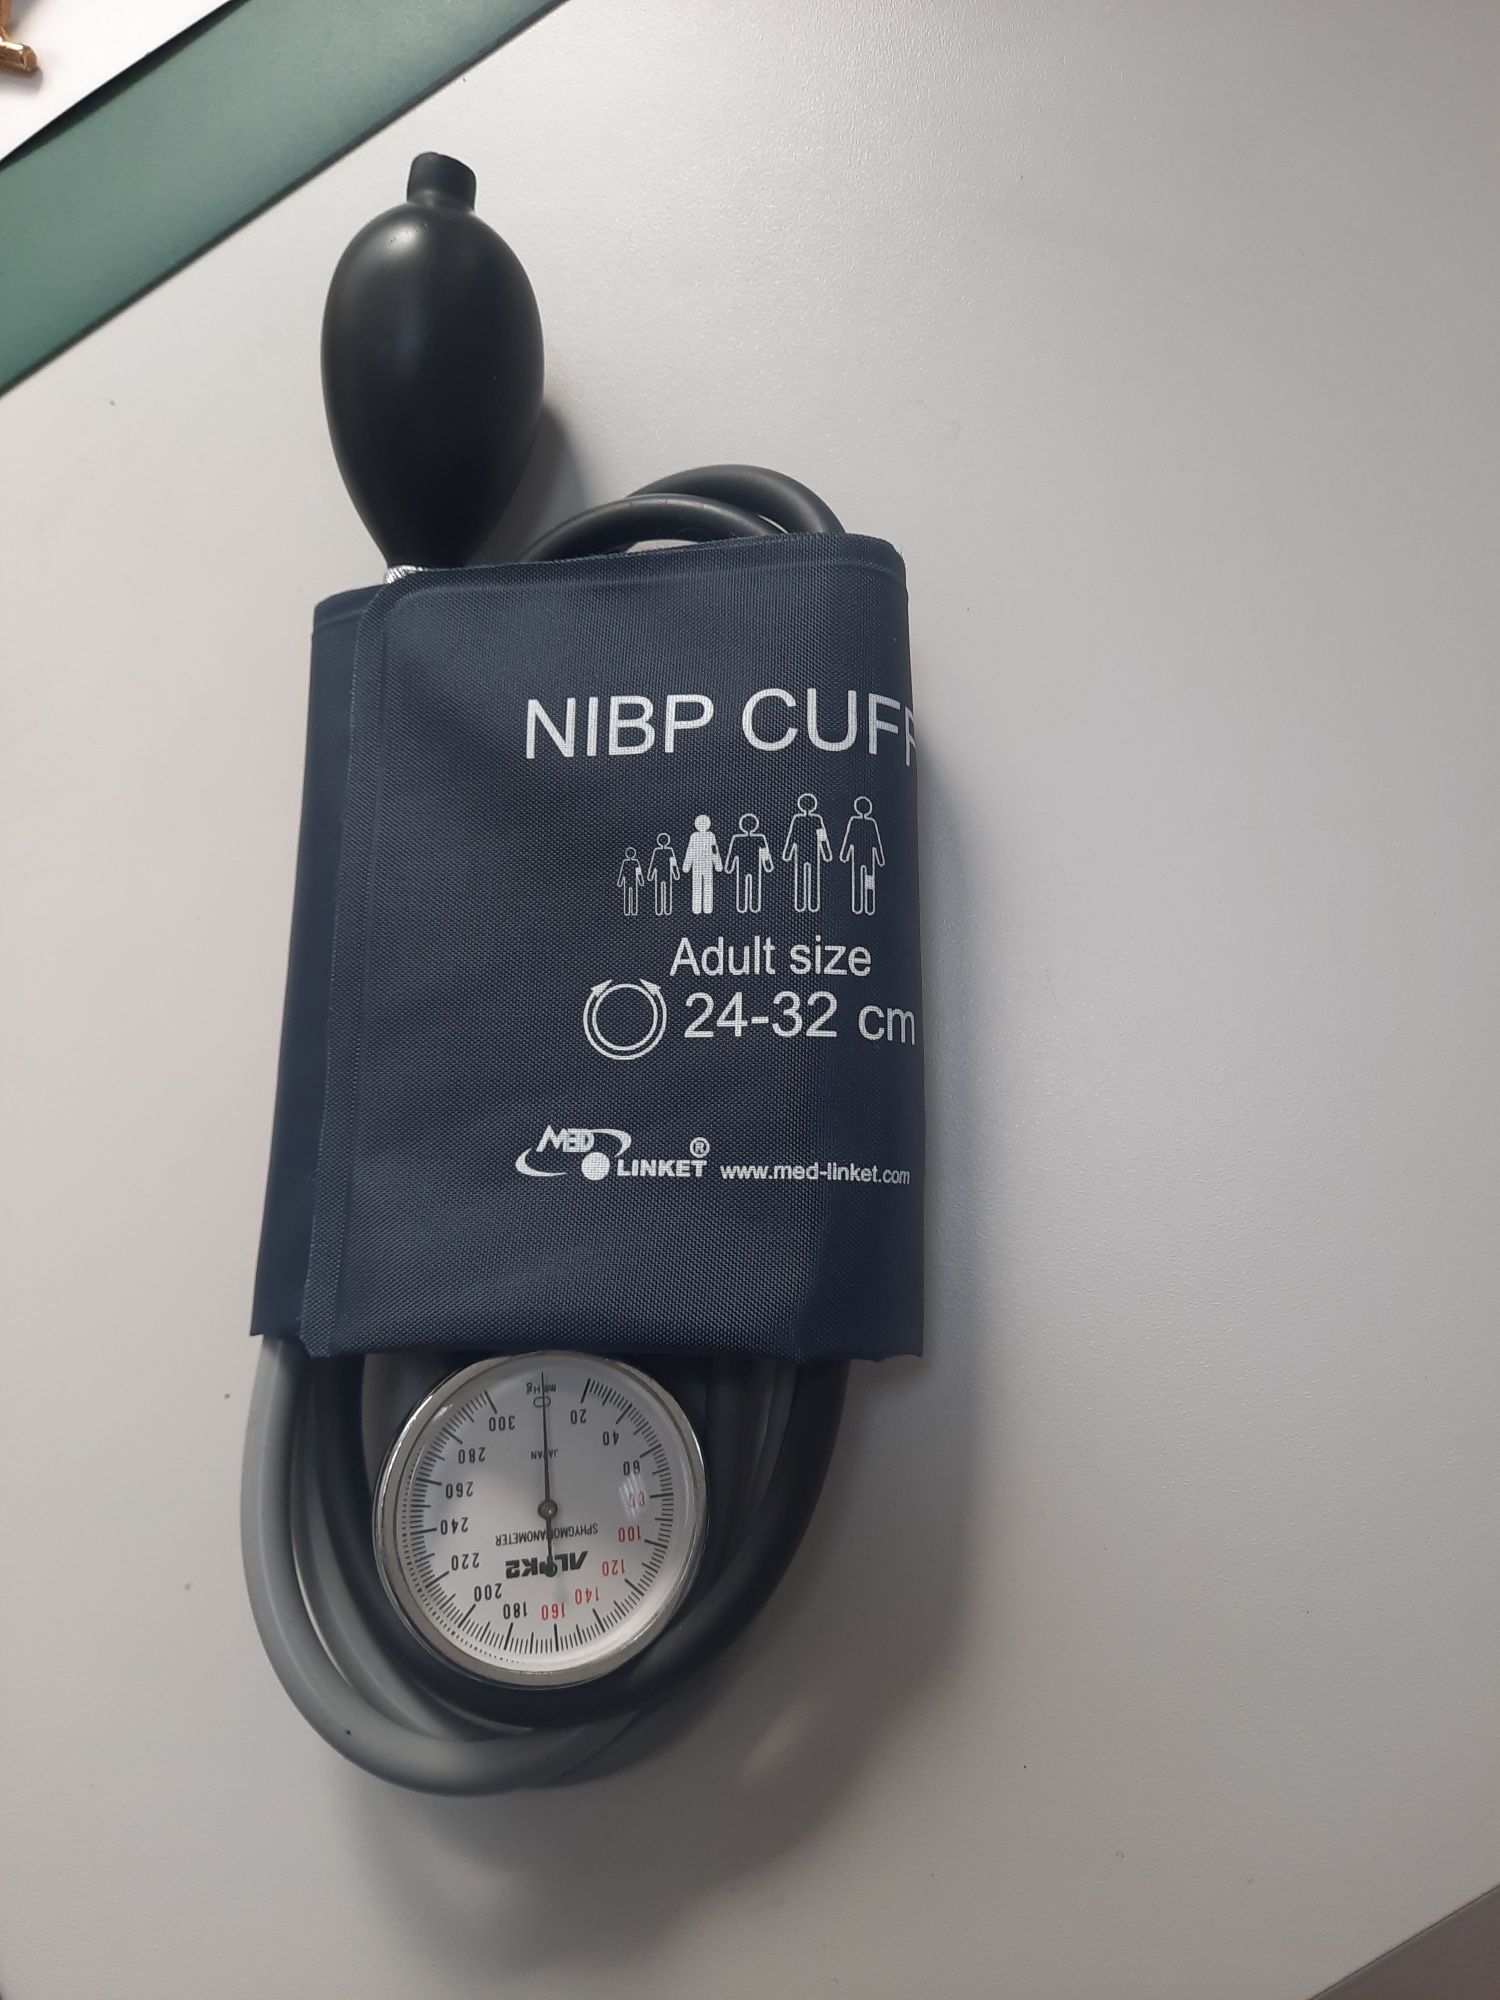 NIBP CUFF
Adult size
24-32 cm
MED LINKET® www.med-linket.com
mmHg
0
20
40
60
80
100
120
140
160
180
200
220
240
260
280
300
JAPAN
SPHYGMOMANOMETER
ALPK2